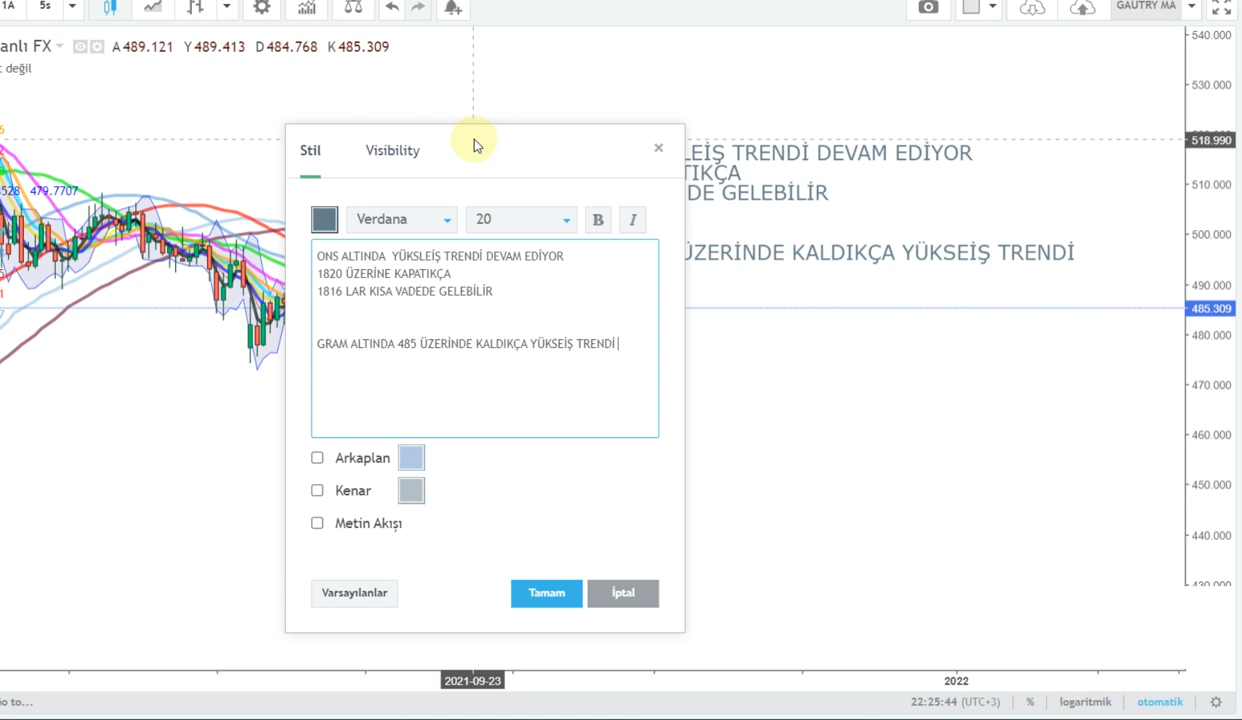 1A 5s GAUTRY MA
anlı FX A489.121 Y489.413 D484.768 K485.309
değil
540.000
530.000
518.990
510.000
500.000
490.000
485.309
480.000
470.000
460.000
450.000
440.000
430.000
479.7707
LEİŞ TRENDİ DEVAM EDİYOR
TIKÇA
DE GELEBİLİR
ÜZERİNDE KALDIKÇA YÜKSEİŞ TRENDİ
Stil Visibility
Verdana 20 B I
ONS ALTINDA YÜKSLEİŞ TRENDİ DEVAM EDİYOR
1820 ÜZERİNE KAPATIKÇA
1816 LAR KISA VADEDE GELEBİLİR
GRAM ALTINDA 485 ÜZERİNDE KALDIKÇA YÜKSEİŞ TRENDİ
Arkaplan
Kenar
Metin Akışı
Varsayılanlar Tamam İptal
2021-09-23 2022
to... 22:25:44 (UTC+3) % logaritmik otomatik